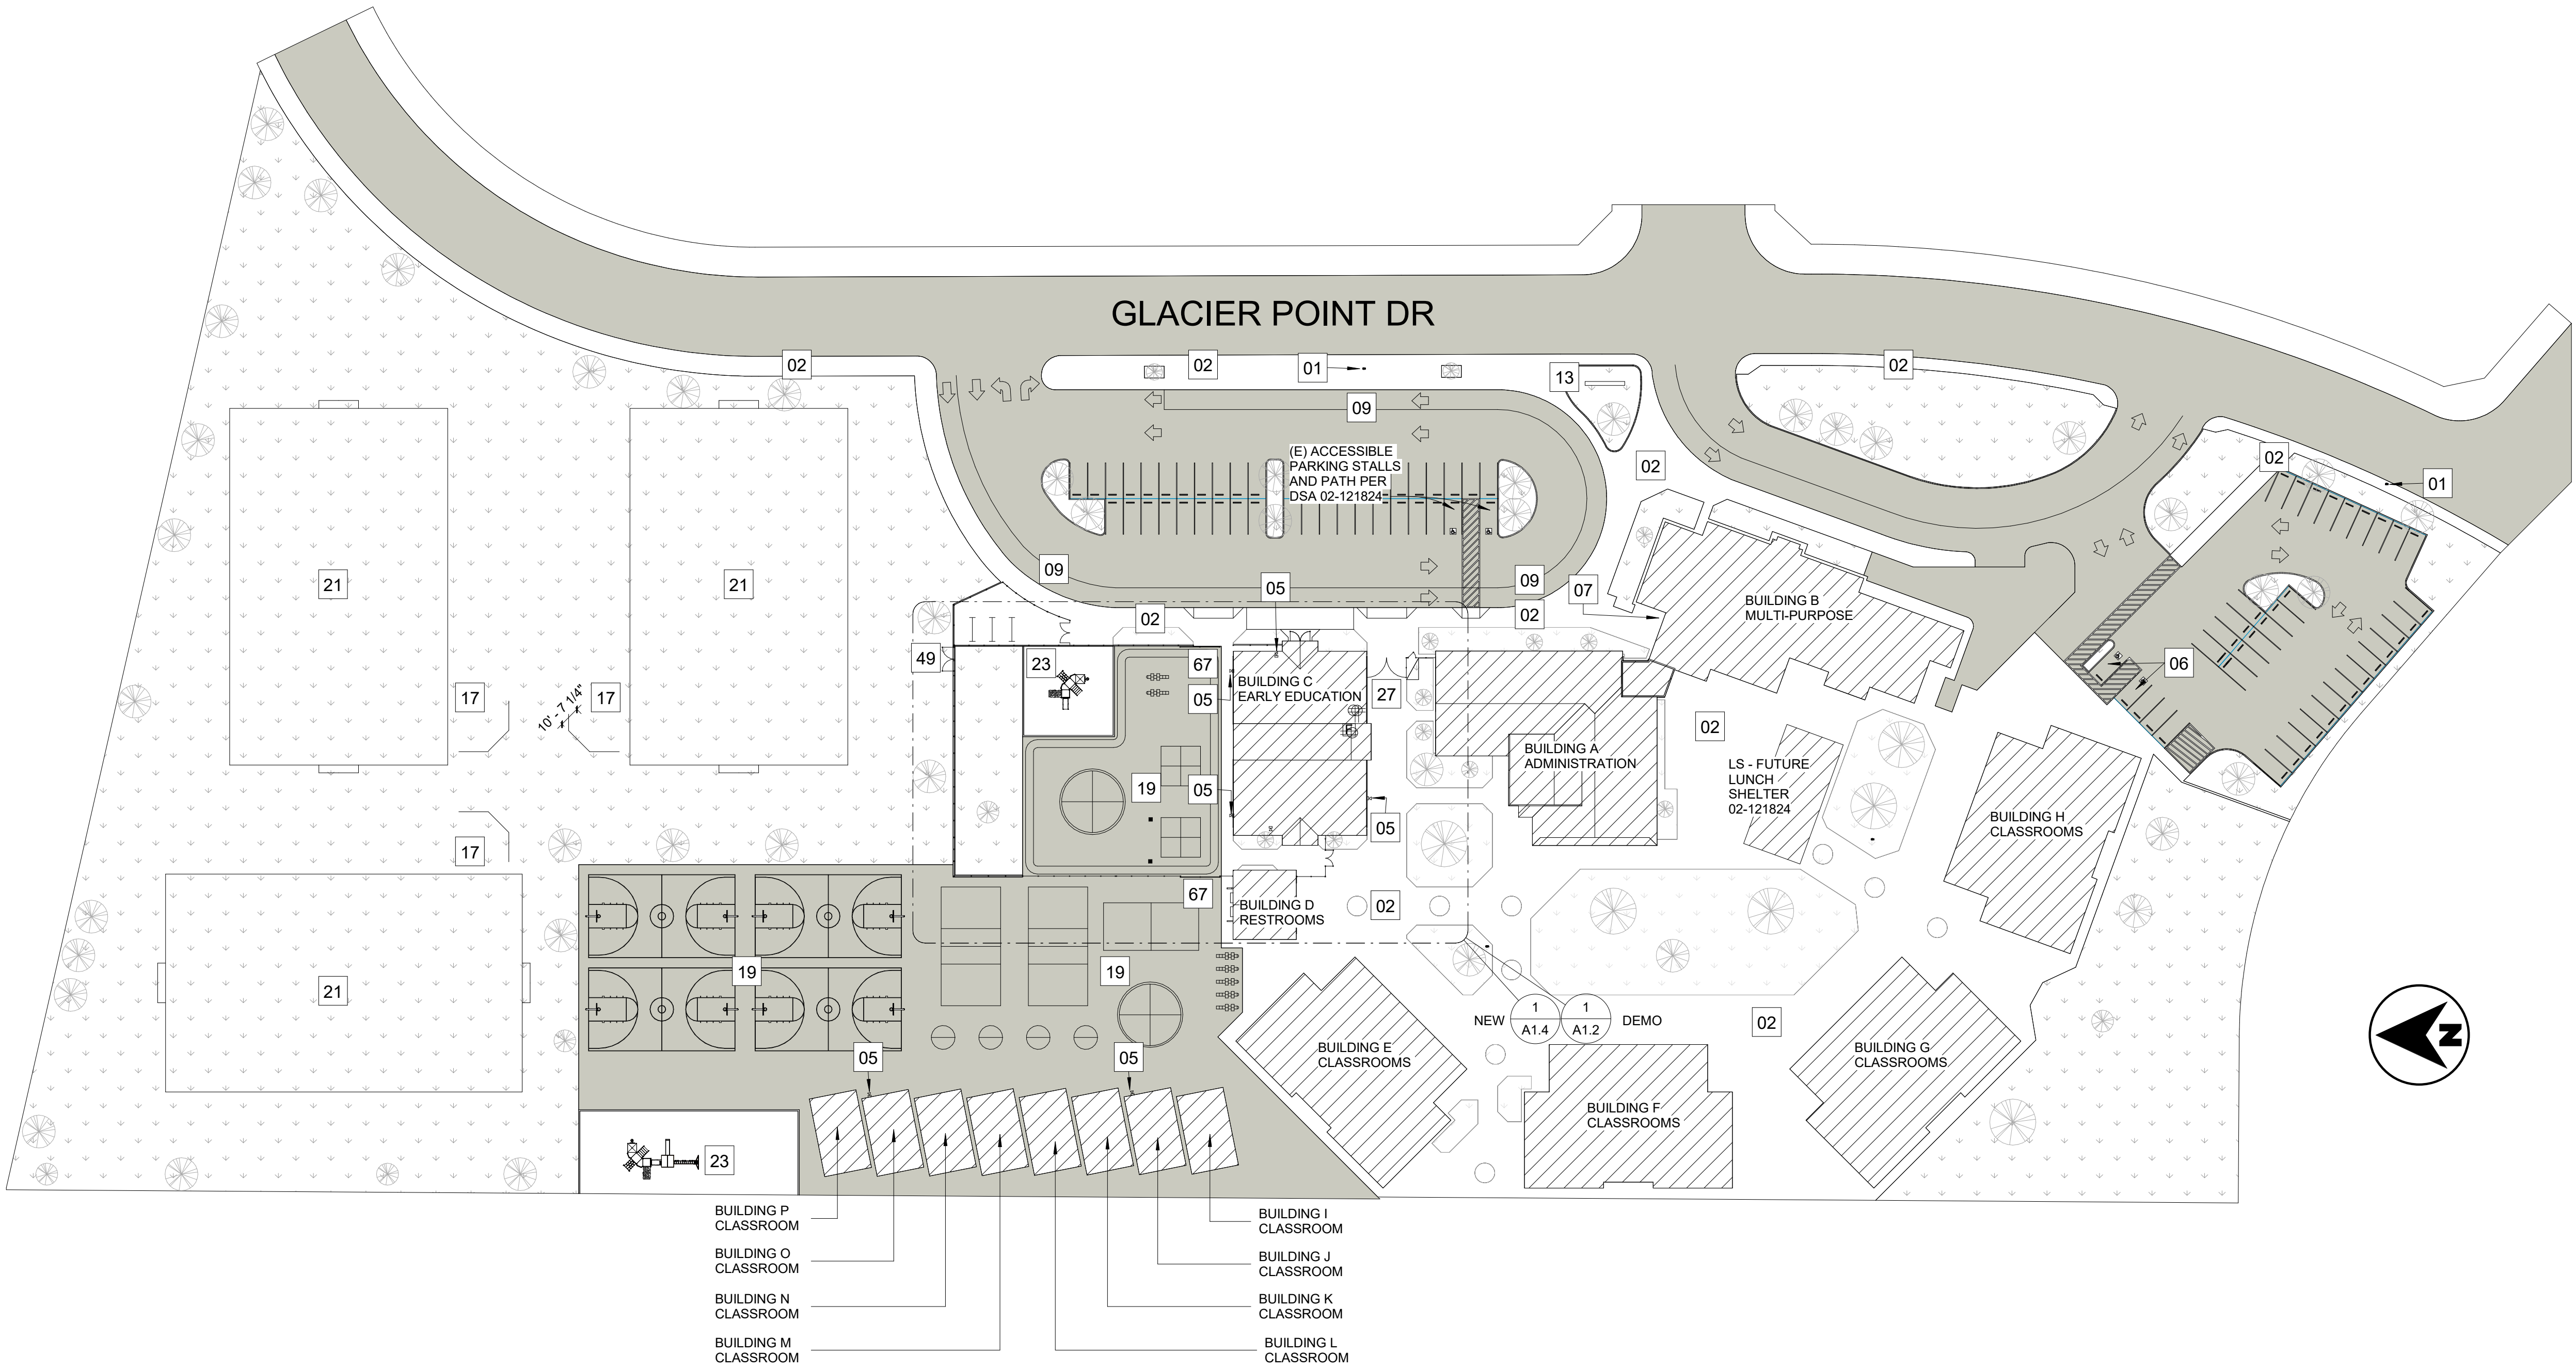 GLACIER POINT DR
02
02
01
13
02
09
(E) ACCESSIBLE
PARKING STALLS
AND PATH PER
DSA 02-121824
02
02
01
09
05
09
07
21
21
02
02
BUILDING B
MULTI-PURPOSE
49
23
67
05
BUILDING C
EARLY EDUCATION
27
06
17
10' - 7 1/4"
17
02
BUILDING A
ADMINISTRATION
LS - FUTURE
LUNCH
SHELTER
02-121824
19
05
05
BUILDING H
CLASSROOMS
17
67
BUILDING D
RESTROOMS
02
21
19
19
NEW
1
A1.4
1
A1.2
DEMO
02
N
05
05
BUILDING E
CLASSROOMS
BUILDING G
CLASSROOMS
BUILDING F
CLASSROOMS
23
BUILDING P
CLASSROOM
BUILDING O
CLASSROOM
BUILDING N
CLASSROOM
BUILDING M
CLASSROOM
BUILDING I
CLASSROOM
BUILDING J
CLASSROOM
BUILDING K
CLASSROOM
BUILDING L
CLASSROOM